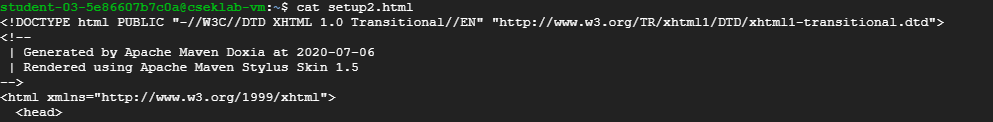 student-03-5e86607b7c0a@cseklab-vm:~$ cat setup2.html
<!DOCTYPE html PUBLIC "-//W3C//DTD XHTML 1.0 Transitional//EN" "http://www.w3.org/TR/xhtml1/DTD/xhtml1-transitional.dtd">
<!--
 | Generated by Apache Maven Doxia at 2020-07-06
 | Rendered using Apache Maven Stylus Skin 1.5
-->
<html xmlns="http://www.w3.org/1999/xhtml">
  <head>